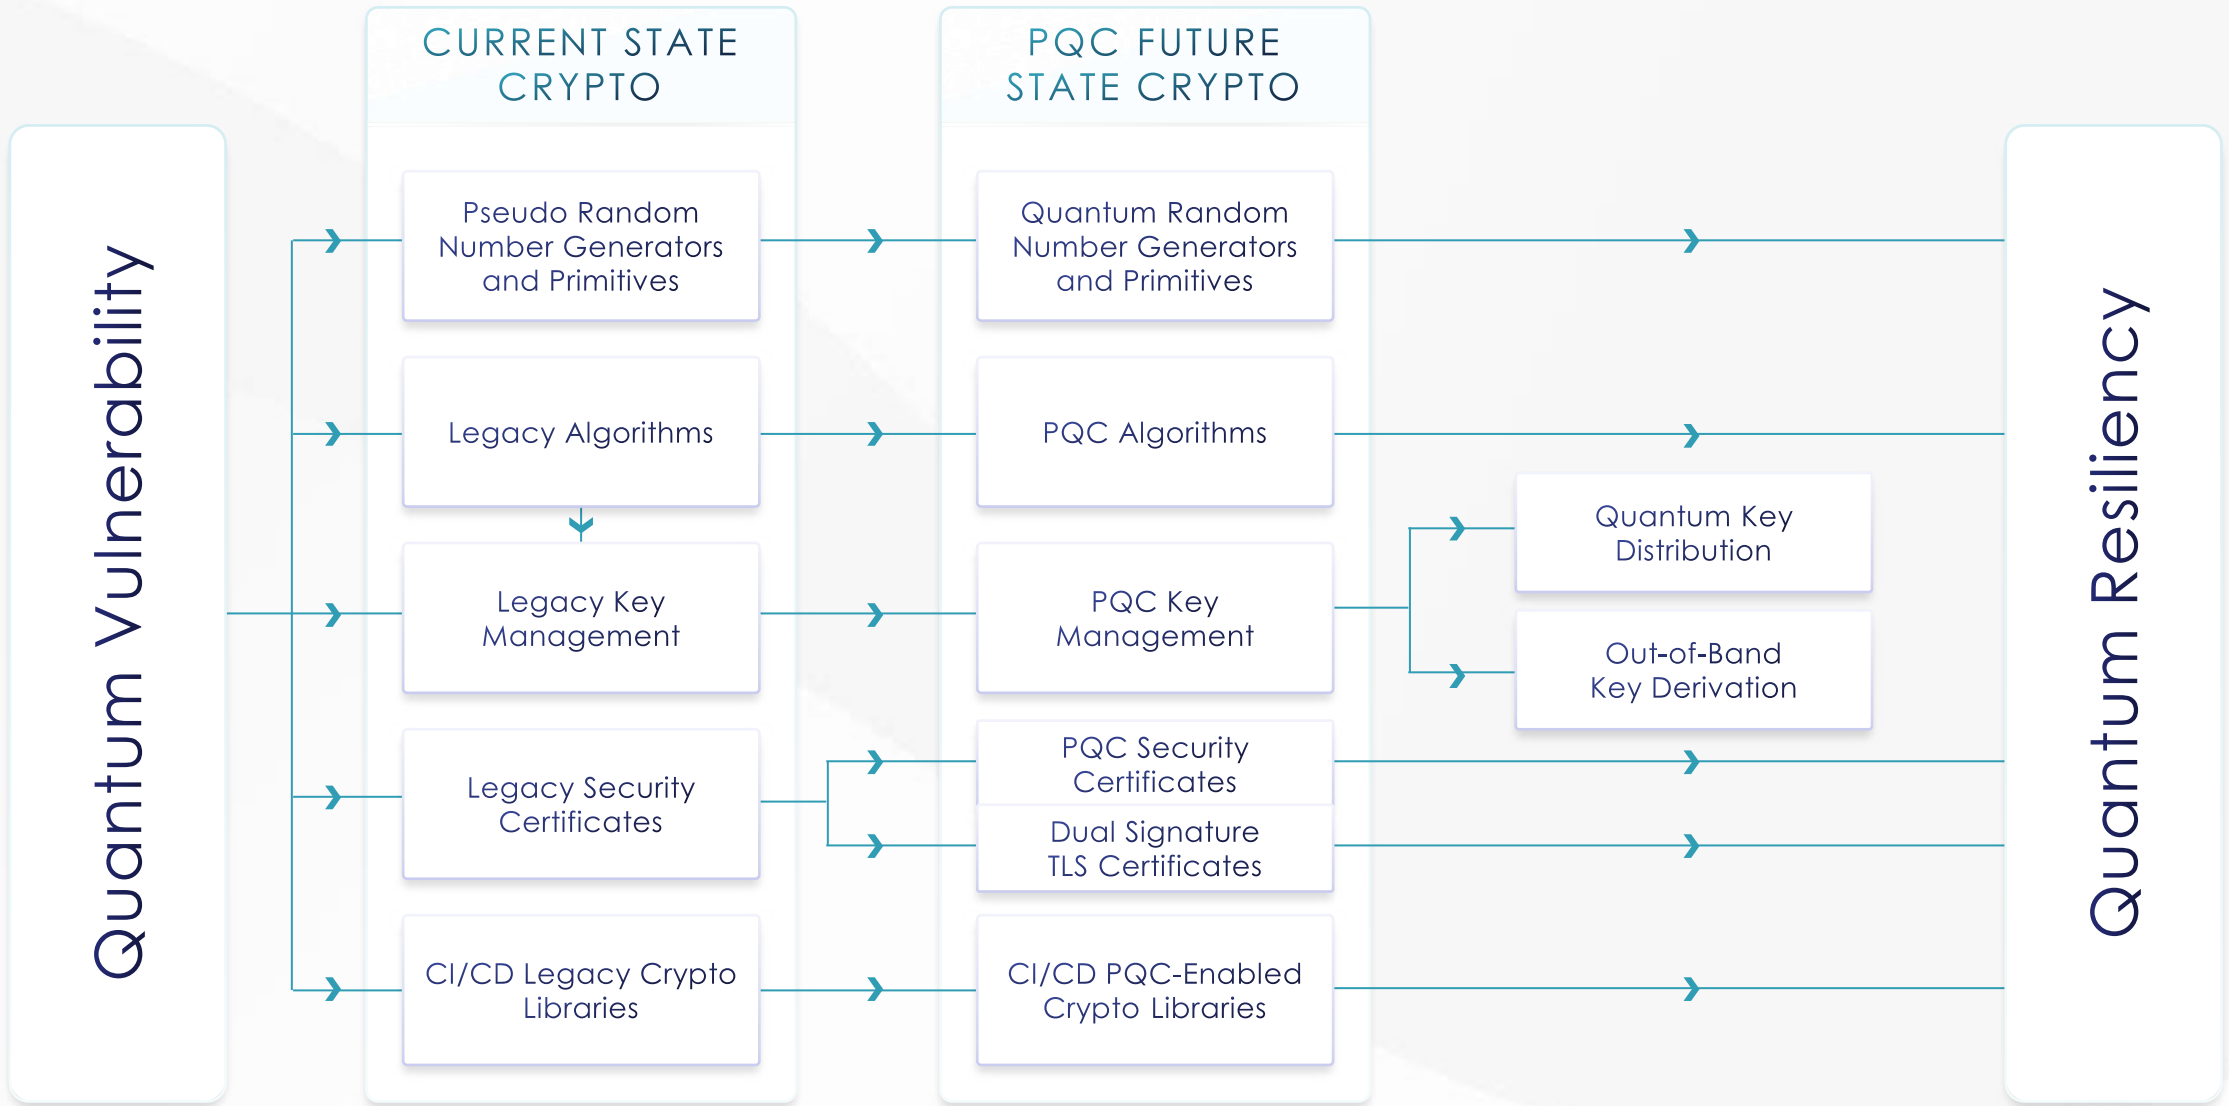 Quantum Vulnerability
CURRENT STATE
CRYPTO
Pseudo Random
Number Generators
and Primitives
Legacy Algorithms
Legacy Key
Management
Legacy Security
Certificates
CI/CD Legacy Crypto
Libraries
PQC FUTURE
STATE CRYPTO
Quantum Random
Number Generators
and Primitives
PQC Algorithms
PQC Key
Management
PQC Security
Certificates
Dual Signature
TLS Certificates
CI/CD PQC-Enabled
Crypto Libraries
Quantum Key
Distribution
Out-of-Band
Key Derivation
Quantum Resiliency